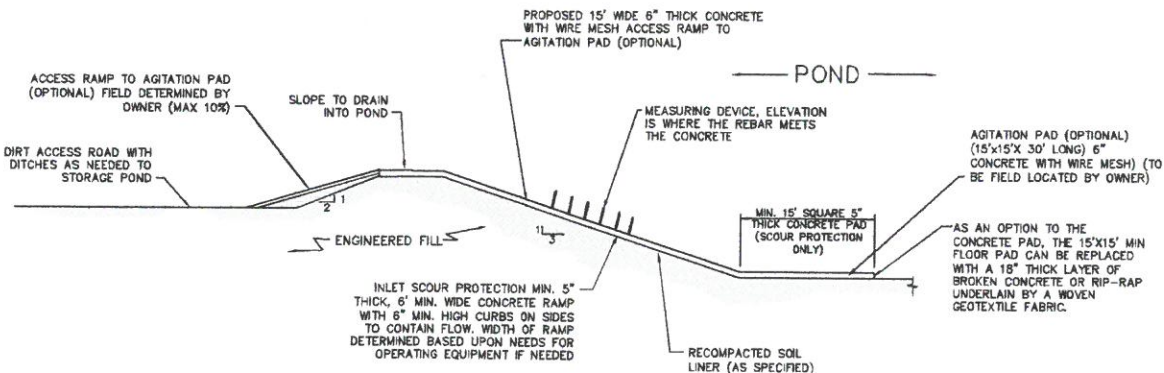 PROPOSED 15' WIDE 6" THICK CONCRETE
WITH WIRE MESH ACCESS RAMP TO
AGITATION PAD (OPTIONAL)
POND
ACCESS RAMP TO AGITATION PAD
(OPTIONAL) FIELD DETERMINED BY
OWNER (MAX 10%)
SLOPE TO DRAIN
INTO POND
MEASURING DEVICE, ELEVATION
IS WHERE THE REBAR MEETS
THE CONCRETE
AGITATION PAD (OPTIONAL)
(15'x15'X 30' LONG) 6"
CONCRETE WITH WIRE MESH) (TO
BE FIELD LOCATED BY OWNER)
DIRT ACCESS ROAD WITH
DITCHES AS NEEDED TO
STORAGE POND
1
2
ENGINEERED FILL
1
3
MIN. 15' SQUARE 5"
THICK CONCRETE PAD
(SCOUR PROTECTION
ONLY)
AS AN OPTION TO THE
CONCRETE PAD, THE 15'X15' MIN
FLOOR PAD CAN BE REPLACED
WITH A 18" THICK LAYER OF
BROKEN CONCRETE OR RIP-RAP
UNDERLAIN BY A WOVEN
GEOTEXTILE FABRIC.
INLET SCOUR PROTECTION MIN. 5"
THICK, 6' MIN. WIDE CONCRETE RAMP
WITH 6" MIN. HIGH CURBS ON SIDES
TO CONTAIN FLOW. WIDTH OF RAMP
DETERMINED BASED UPON NEEDS FOR
OPERATING EQUIPMENT IF NEEDED
RECOMPACTED SOIL
LINER (AS SPECIFIED)